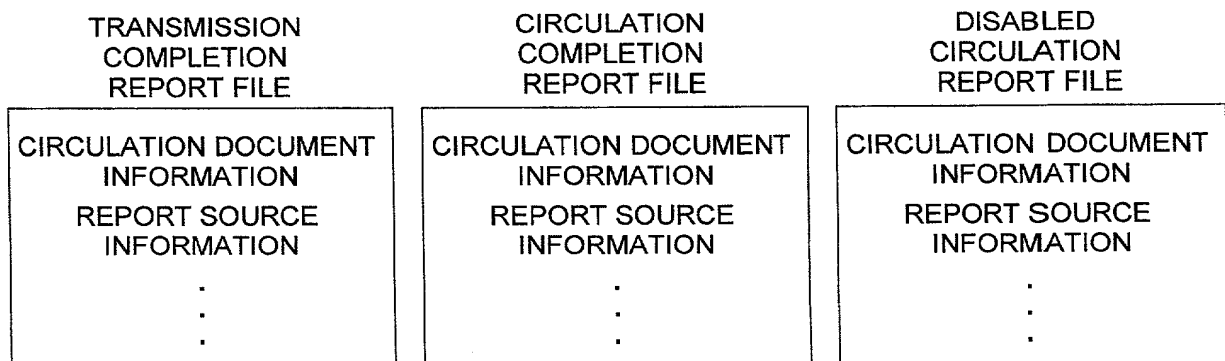 TRANSMISSION
COMPLETION
REPORT FILE
CIRCULATION DOCUMENT
INFORMATION
REPORT SOURCE
INFORMATION
.
.
.
CIRCULATION
COMPLETION
REPORT FILE
CIRCULATION DOCUMENT
INFORMATION
REPORT SOURCE
INFORMATION
.
.
.
DISABLED
CIRCULATION
REPORT FILE
CIRCULATION DOCUMENT
INFORMATION
REPORT SOURCE
INFORMATION
.
.
.